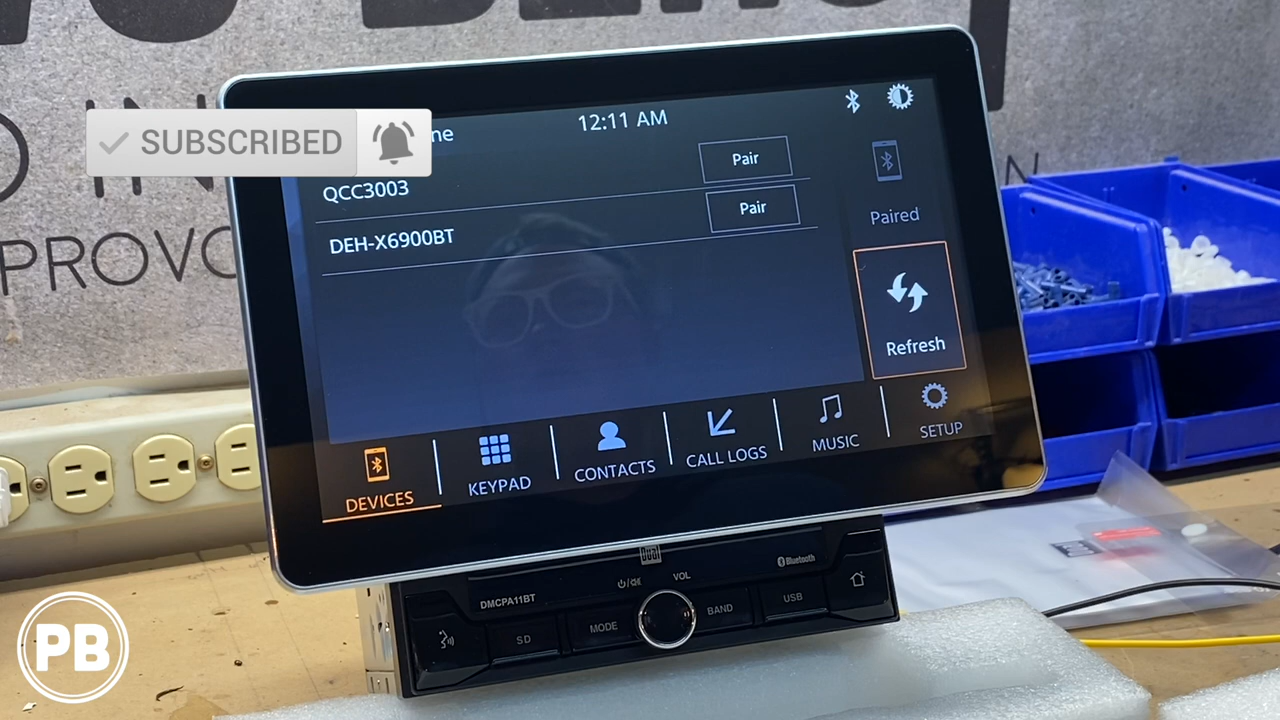 SUBSCRIBED
12:11 AM
QCC3003
Pair
DEH-X6900BT
Pair
Paired
Refresh
DEVICES
KEYPAD
CONTACTS
CALL LOGS
MUSIC
SETUP
DUAL
Bluetooth
DMCPA11BT
VOL
SD
MODE
BAND
USB
PB